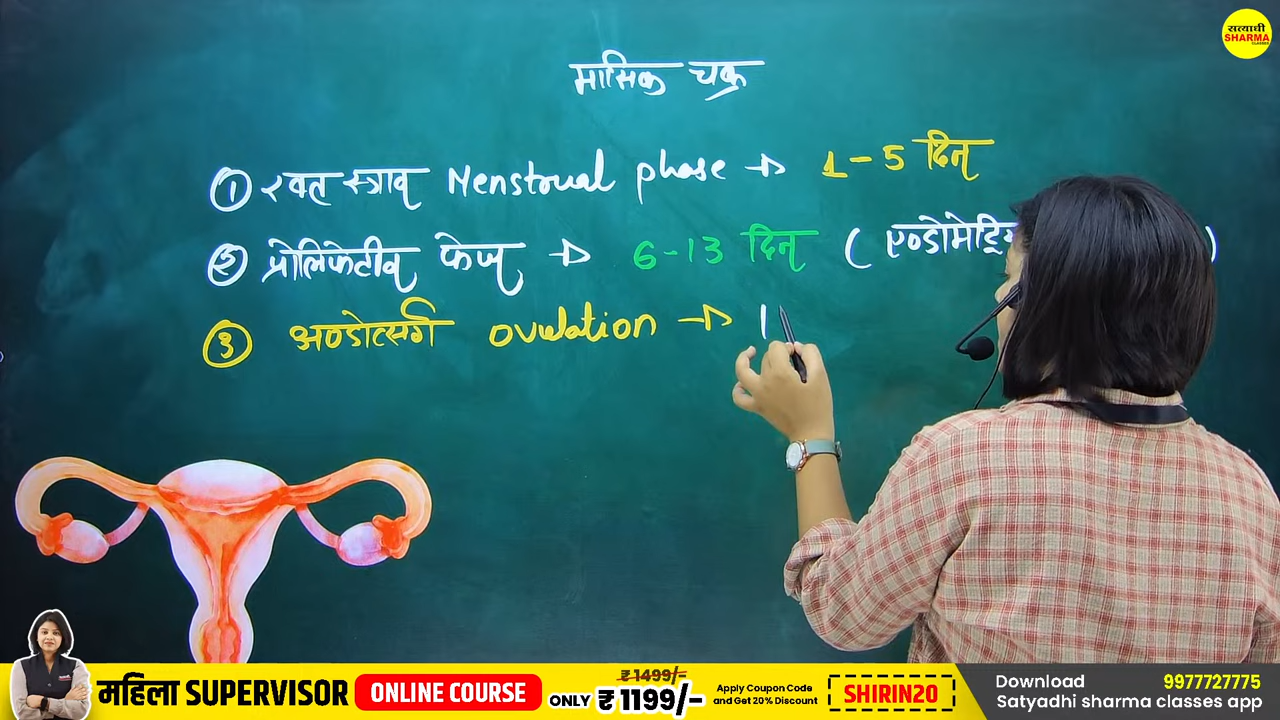 सत्याधी
SHARMA
CLASSES
मासिक चक्र
① रक्त स्त्राव Menstrual phase → 1-5 दिन
② प्रोलिफेटीव फेज → 6-13 दिन ( एण्डोमेट्रि )
③ अण्डोत्सर्ग ovulation → 1
महिला SUPERVISOR
ONLINE COURSE
₹1499/-
ONLY ₹1199/-
Apply Coupon Code
and Get 20% Discount
SHIRIN20
Download 9977727775
Satyadhi sharma classes app